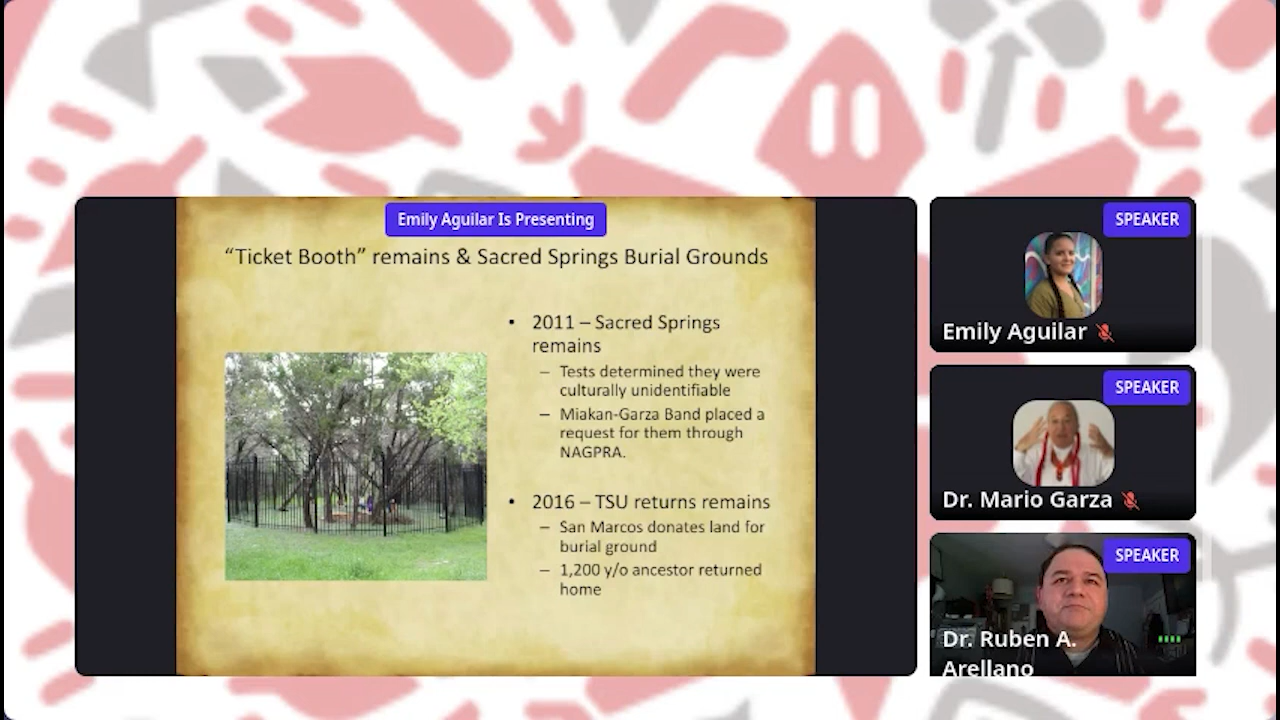 Emily Aguilar Is Presenting
“Ticket Booth” remains & Sacred Springs Burial Grounds
• 2011 – Sacred Springs
remains
– Tests determined they were
culturally unidentifiable
– Miakan-Garza Band placed a
request for them through
NAGPRA.
• 2016 – TSU returns remains
– San Marcos donates land for
burial ground
– 1,200 y/o ancestor returned
home
SPEAKER
Emily Aguilar
SPEAKER
Dr. Mario Garza
SPEAKER
Dr. Ruben A.
Arellano